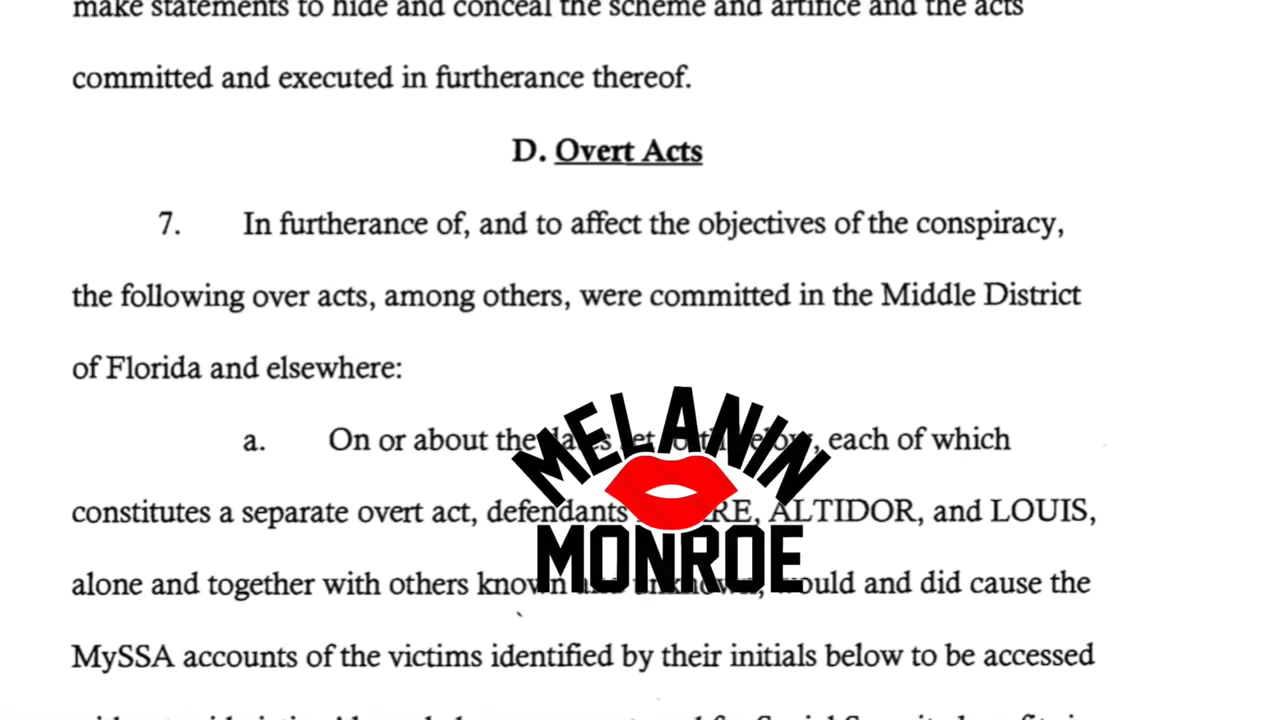 make statements to hide and conceal the scheme and artifice and the acts
committed and executed in furtherance thereof.
D. Overt Acts
7. In furtherance of, and to affect the objectives of the conspiracy,
the following over acts, among others, were committed in the Middle District
of Florida and elsewhere:
a. On or about the each of which
MELANIN
constitutes a separate overt act, defendants ALTIDOR, and LOUIS,
MONROE
alone and together with others known would and did cause the
MySSA accounts of the victims identified by their initials below to be accessed